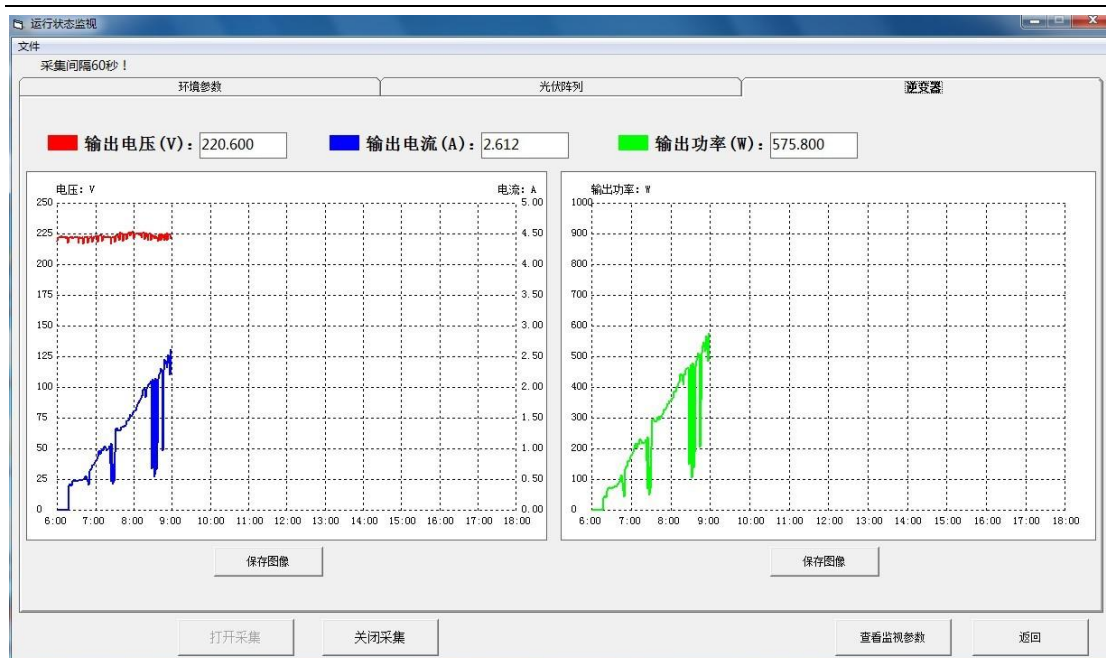 运行状态监视
文件
采集间隔60秒！
环境参数 光伏阵列 逆变器
输出电压(V)：220.600 输出电流(A)：2.612 输出功率(W)：575.800
电压：V 电流：A
250 5.00
225 4.50
200 4.00
175 3.50
150 3.00
125 2.50
100 2.00
75 1.50
50 1.00
25 0.50
0 0.00
6:00 7:00 8:00 9:00 10:00 11:00 12:00 13:00 14:00 15:00 16:00 17:00 18:00
输出功率：W
1000
900
800
700
600
500
400
300
200
100
0
6:00 7:00 8:00 9:00 10:00 11:00 12:00 13:00 14:00 15:00 16:00 17:00 18:00
保存图像 保存图像
打开采集 关闭采集 查看监视参数 返回